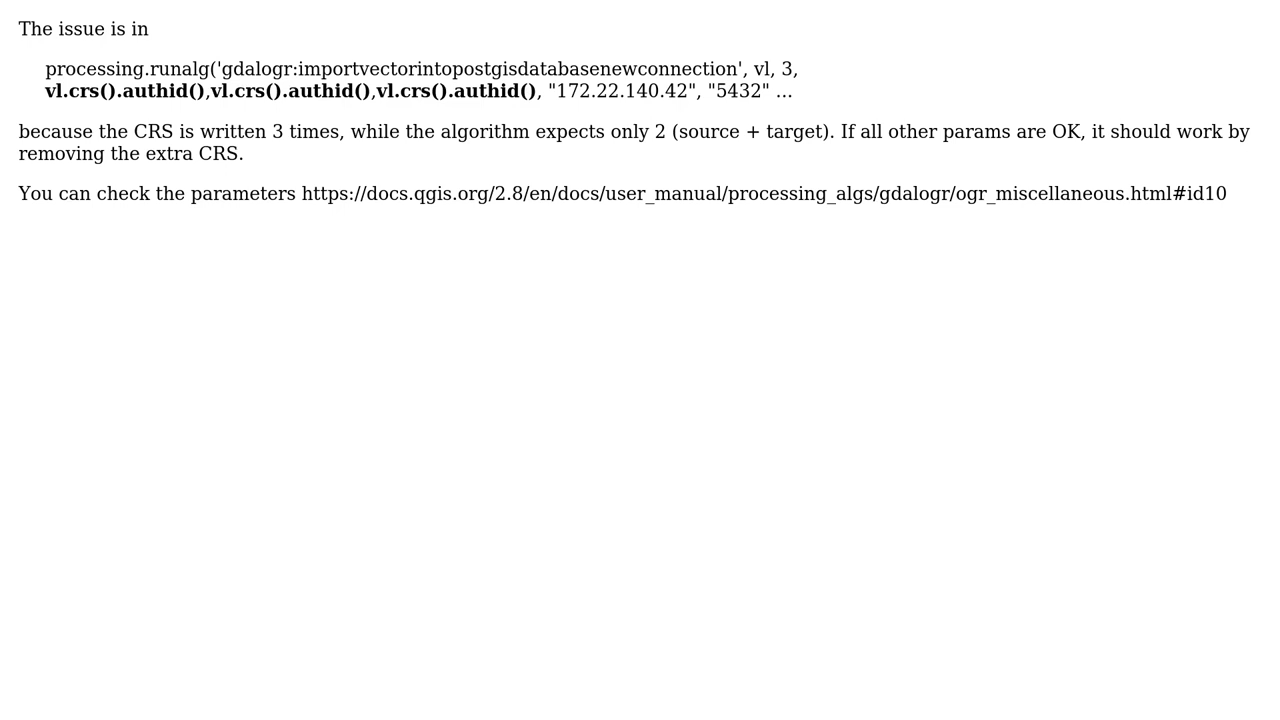 The issue is in
processing.runalg('gdalogr:importvectorintopostgisdatabasenewconnection', vl, 3,
vl.crs().authid(),vl.crs().authid(),vl.crs().authid(), "172.22.140.42", "5432" ...
because the CRS is written 3 times, while the algorithm expects only 2 (source + target). If all other params are OK, it should work by
removing the extra CRS.
You can check the parameters https://docs.qgis.org/2.8/en/docs/user_manual/processing_algs/gdalogr/ogr_miscellaneous.html#id10